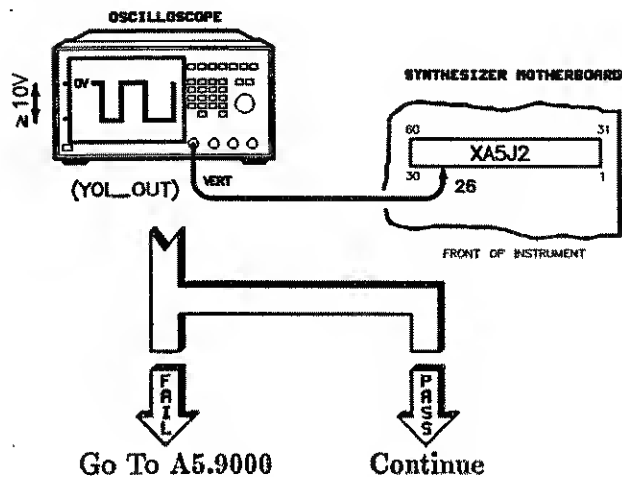 OSCILLOSCOPE
0V
≥10V
SYNTHESIZER MOTHERBOARD
60
31
XA5J2
30
1
26
(YOL_OUT)
VERT
FRONT OF INSTRUMENT
FAIL
PASS
Go To A5.9000
Continue